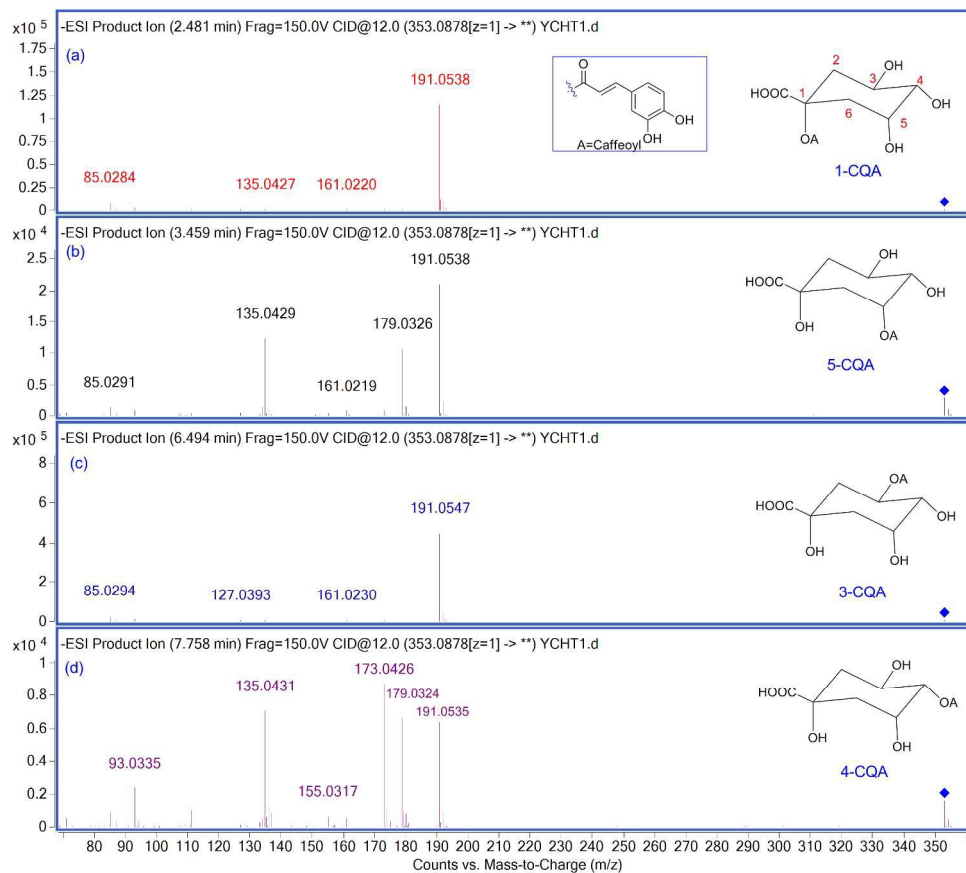 -ESI Product Ion (2.481 min) Frag=150.0V CID@12.0 (353.0878[z=1] -> **) YCHT1.d
x10 5
(a)
1.75
1.5
1.25
1
0.75
0.5
0.25
0
85.0284
135.0427
161.0220
191.0538
O
OH
OH
A=Caffeoyl
HOOC
1
2
3
4
5
6
OH
OH
OH
OA
1-CQA
-ESI Product Ion (3.459 min) Frag=150.0V CID@12.0 (353.0878[z=1] -> **) YCHT1.d
x10 4
(b)
2.5
2
1.5
1
0.5
0
85.0291
135.0429
161.0219
179.0326
191.0538
HOOC
OH
OH
OH
OA
5-CQA
-ESI Product Ion (6.494 min) Frag=150.0V CID@12.0 (353.0878[z=1] -> **) YCHT1.d
x10 5
(c)
8
6
4
2
0
85.0294
127.0393
161.0230
191.0547
HOOC
OA
OH
OH
OH
3-CQA
-ESI Product Ion (7.758 min) Frag=150.0V CID@12.0 (353.0878[z=1] -> **) YCHT1.d
x10 4
(d)
1
0.8
0.6
0.4
0.2
0
93.0335
135.0431
155.0317
173.0426
179.0324
191.0535
HOOC
OH
OA
OH
OH
4-CQA
80 90 100 110 120 130 140 150 160 170 180 190 200 210 220 230 240 250 260 270 280 290 300 310 320 330 340 350
Counts vs. Mass-to-Charge (m/z)